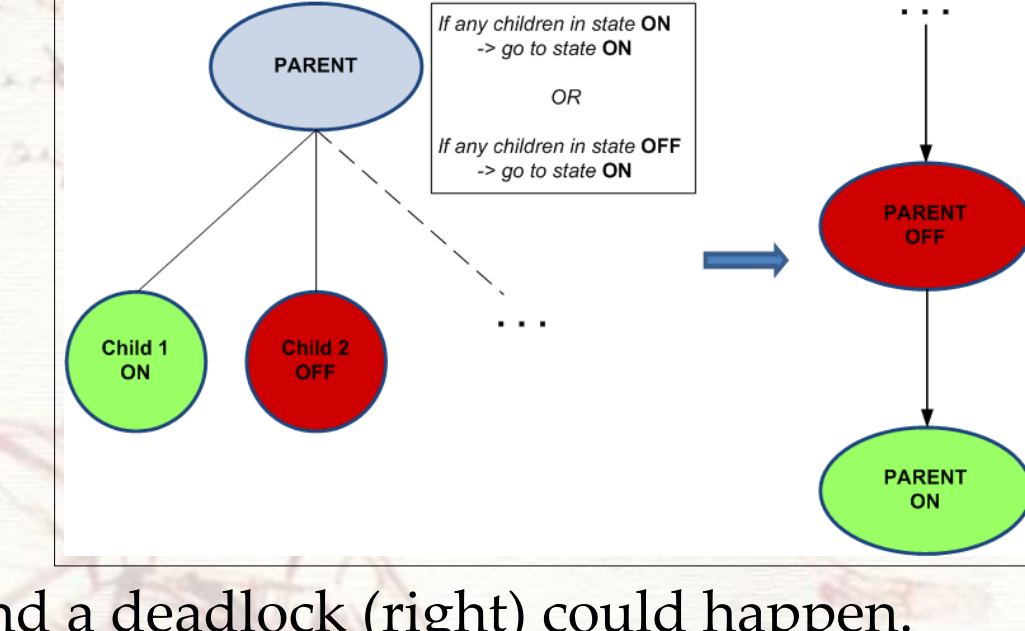 PARENT
If any children in state ON
-> go to state ON
OR
If any children in state OFF
-> go to state ON
. . .
PARENT
OFF
Child 1
ON
Child 2
OFF
. . .
PARENT
ON
a deadlock (right) could happen.